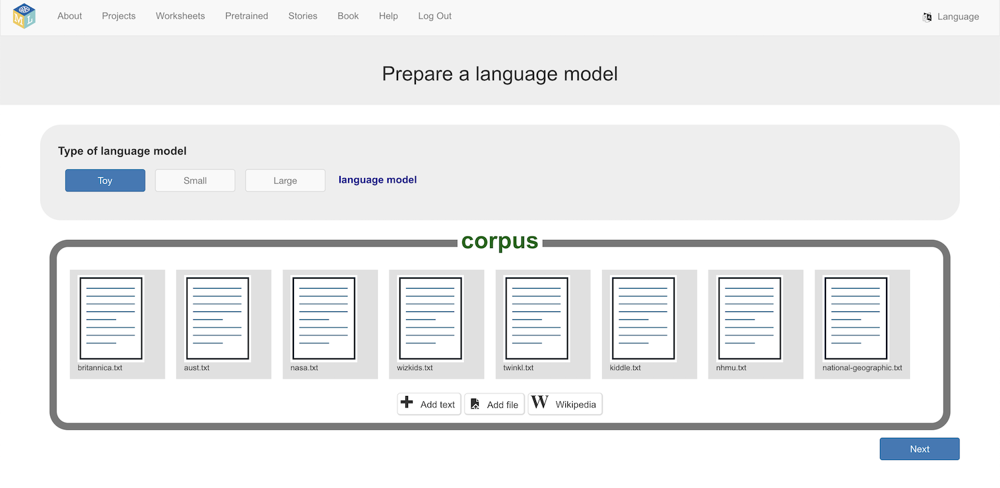 ML
About Projects Worksheets Pretrained Stories Book Help Log Out Language
Prepare a language model
Type of language model
Toy Small Large language model
corpus
britannica.txt aust.txt nasa.txt wizkids.txt twinkl.txt kiddle.txt nhmu.txt national-geographic.txt
Add text Add file W Wikipedia
Next